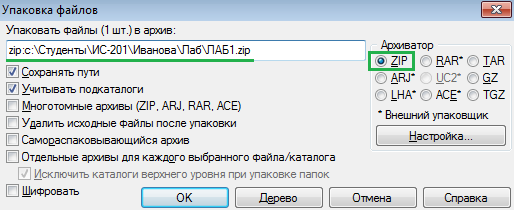 Упаковка файлов
Упаковать файлы (1 шт.) в архив:
zip:c:\Студенты\ИС-201\Иванова\Лаб\ЛАБ1.zip
Сохранять пути
Учитывать подкаталоги
Многотомные архивы (ZIP, ARJ, RAR, ACE)
Удалить исходные файлы после упаковки
Самораспаковывающийся архив
Отдельные архивы для каждого выбранного файла/каталога
Исключить каталоги верхнего уровня при упаковке папок
Шифровать
Архиватор
ZIP RAR* TAR
ARJ* UC2* GZ
LHA* ACE* TGZ
* Внешний упаковщик
Настройка...
OK Дерево Отмена Справка